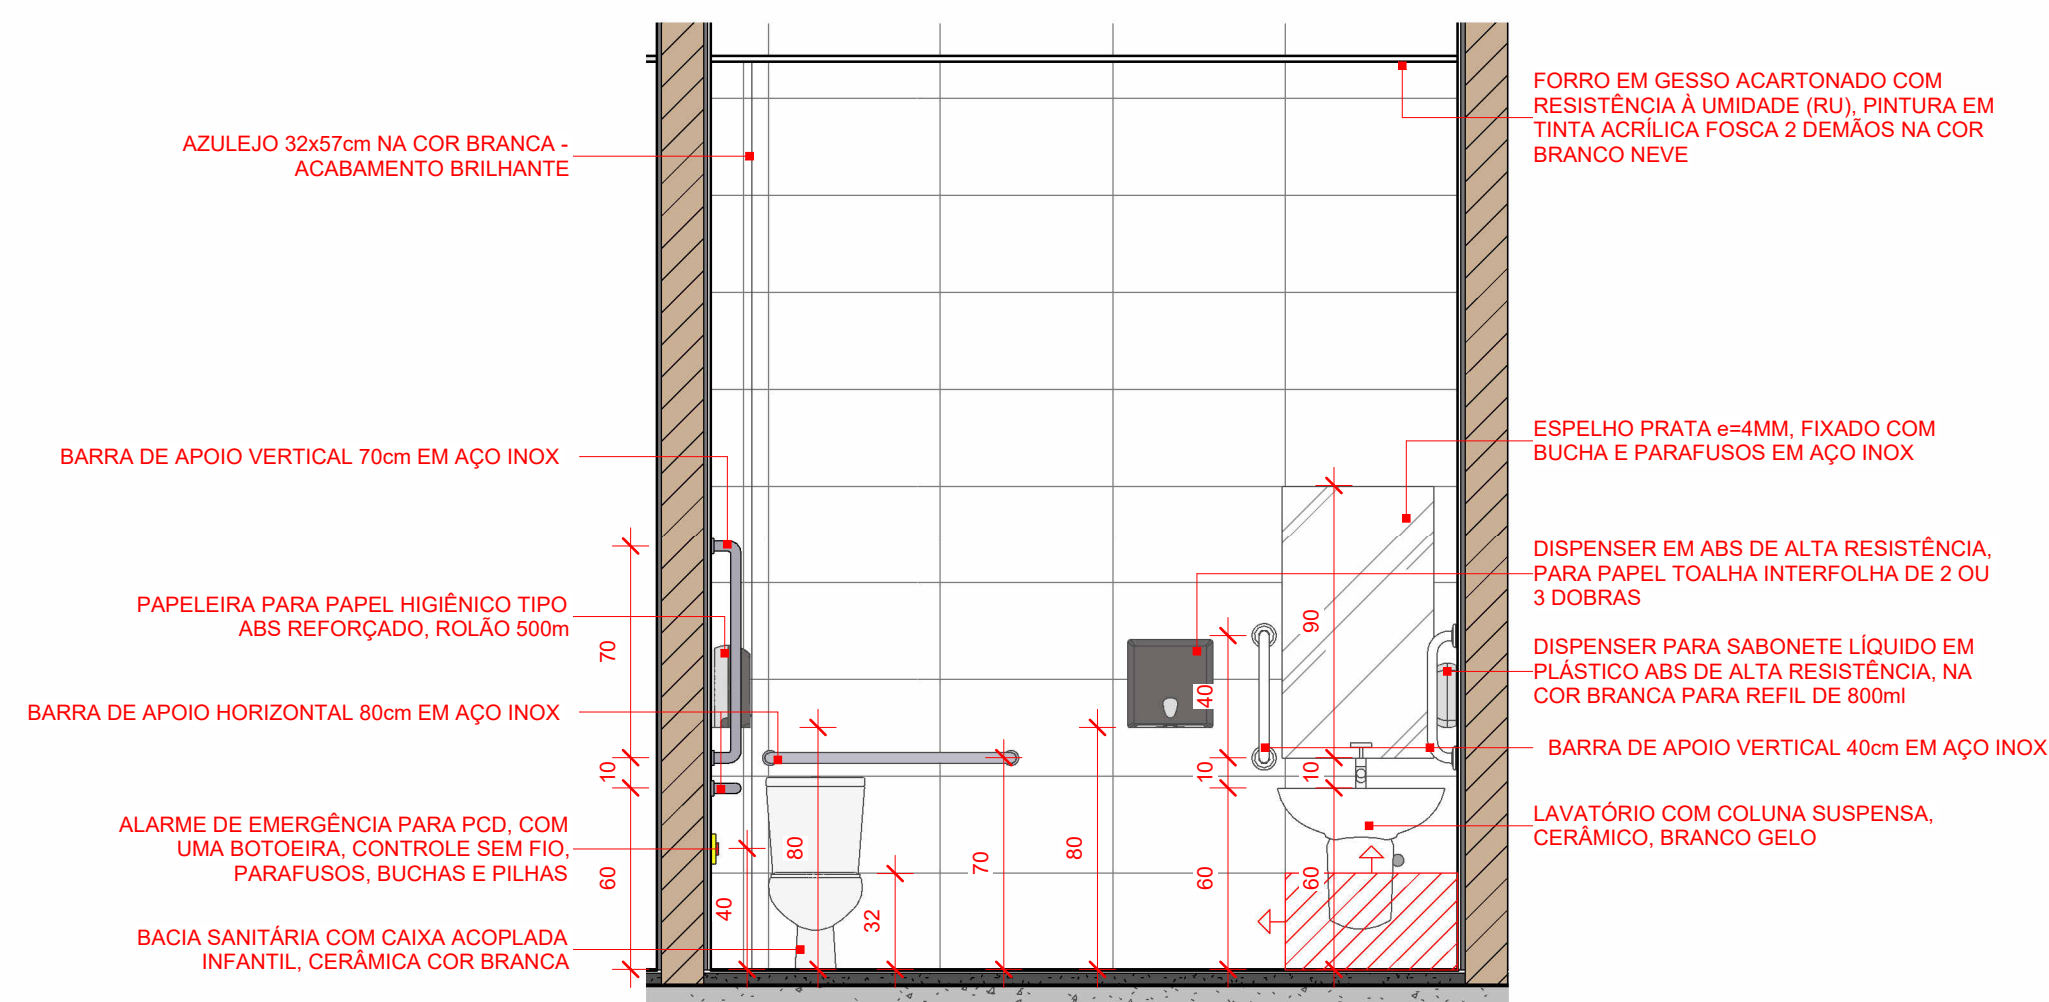 AZULEJO 32x57cm NA COR BRANCA -
ACABAMENTO BRILHANTE
BARRA DE APOIO VERTICAL 70cm EM AÇO INOX
PAPELEIRA PARA PAPEL HIGIÊNICO TIPO
ABS REFORÇADO, ROLÃO 500m
BARRA DE APOIO HORIZONTAL 80cm EM AÇO INOX
ALARME DE EMERGÊNCIA PARA PCD, COM
UMA BOTOEIRA, CONTROLE SEM FIO,
PARAFUSOS, BUCHAS E PILHAS
BACIA SANITÁRIA COM CAIXA ACOPLADA
INFANTIL, CERÂMICA COR BRANCA
70
10
60
40
80
32
70
80
40
10
60
90
10
60
FORRO EM GESSO ACARTONADO COM
RESISTÊNCIA À UMIDADE (RU), PINTURA EM
TINTA ACRÍLICA FOSCA 2 DEMÃOS NA COR
BRANCO NEVE
ESPELHO PRATA e=4MM, FIXADO COM
BUCHA E PARAFUSOS EM AÇO INOX
DISPENSER EM ABS DE ALTA RESISTÊNCIA,
PARA PAPEL TOALHA INTERFOLHA DE 2 OU
3 DOBRAS
DISPENSER PARA SABONETE LÍQUIDO EM
PLÁSTICO ABS DE ALTA RESISTÊNCIA, NA
COR BRANCA PARA REFIL DE 800ml
BARRA DE APOIO VERTICAL 40cm EM AÇO INOX
LAVATÓRIO COM COLUNA SUSPENSA,
CERÂMICO, BRANCO GELO